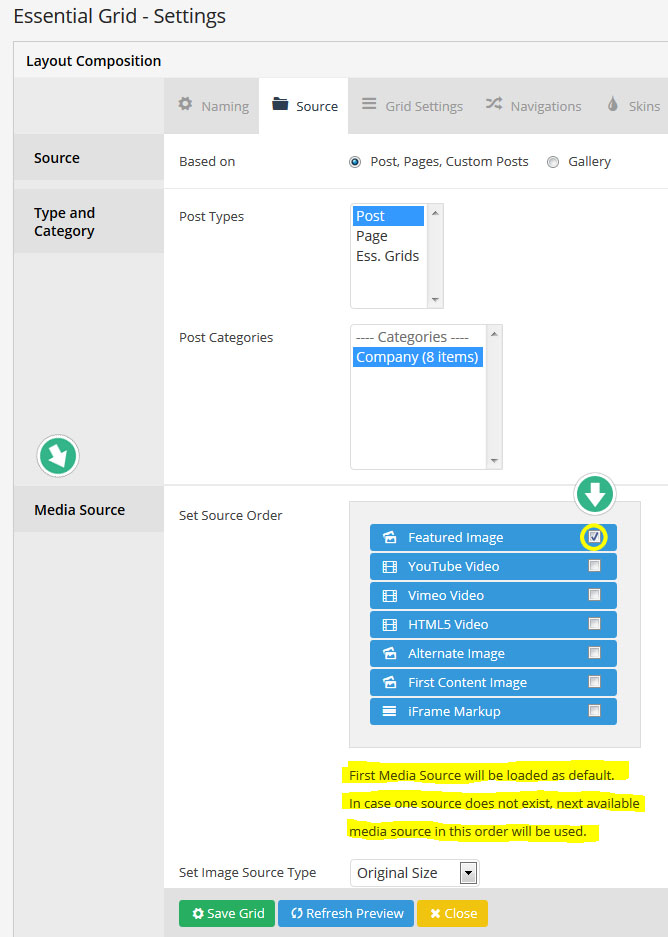 Essential Grid - Settings
Layout Composition
Naming
Source
Grid Settings
Navigations
Skins
Source
Based on
Post, Pages, Custom Posts
Gallery
Type and
Category
Post Types
Post
Page
Ess. Grids
Post Categories
---- Categories ----
Company (8 items)
Media Source
Set Source Order
Featured Image
YouTube Video
Vimeo Video
HTML5 Video
Alternate Image
First Content Image
iFrame Markup
First Media Source will be loaded as default.
In case one source does not exist, next available
media source in this order will be used.
Set Image Source Type
Original Size
Save Grid
Refresh Preview
Close